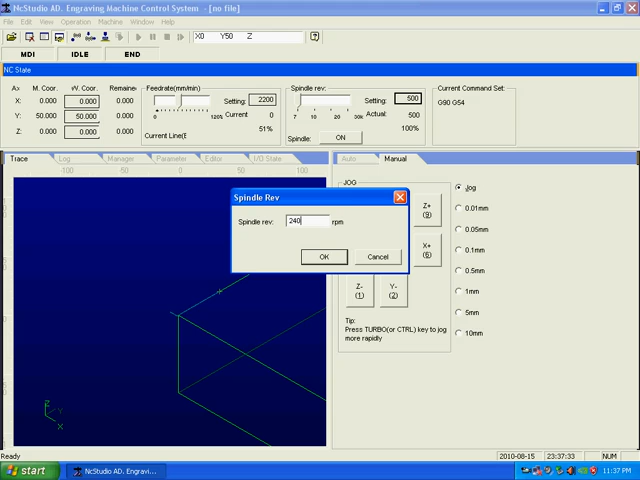 NcStudio AD. Engraving Machine Control System - [no file]
File Edit View Operation Machine Window Help
X0 Y50 Z
MDI IDLE END
NC State
Ax M. Coor. W. Coor. Remaine
X: 0.000 0.000 0.000
Y: 50.000 50.000 0.000
Z: 0.000 0.000 0.000
Feedrate(mm/min)
Setting: 2200
0 120% Current 0
Current Line(E 51%
Spindle rev:
Setting: 500
7 10 20 30k Actual: 500
100%
Spindle: ON
Current Command Set:
G90 G54
Trace Log Manager Parameter Editor I/O State
-100 0 100
Auto Manual
JOG
Z+
(9)
X+
(6)
Z-
(1)
Y-
(2)
Tip:
Press TURBO(or CTRL) key to jog
more rapidly
Jog
0.01mm
0.05mm
0.1mm
0.5mm
1mm
5mm
10mm
Spindle Rev
Spindle rev: 240 rpm
OK Cancel
Z
Y
X
Ready 2010-08-15 23:37:33 NUM
start NcStudio AD. Engravi... 11:37 PM